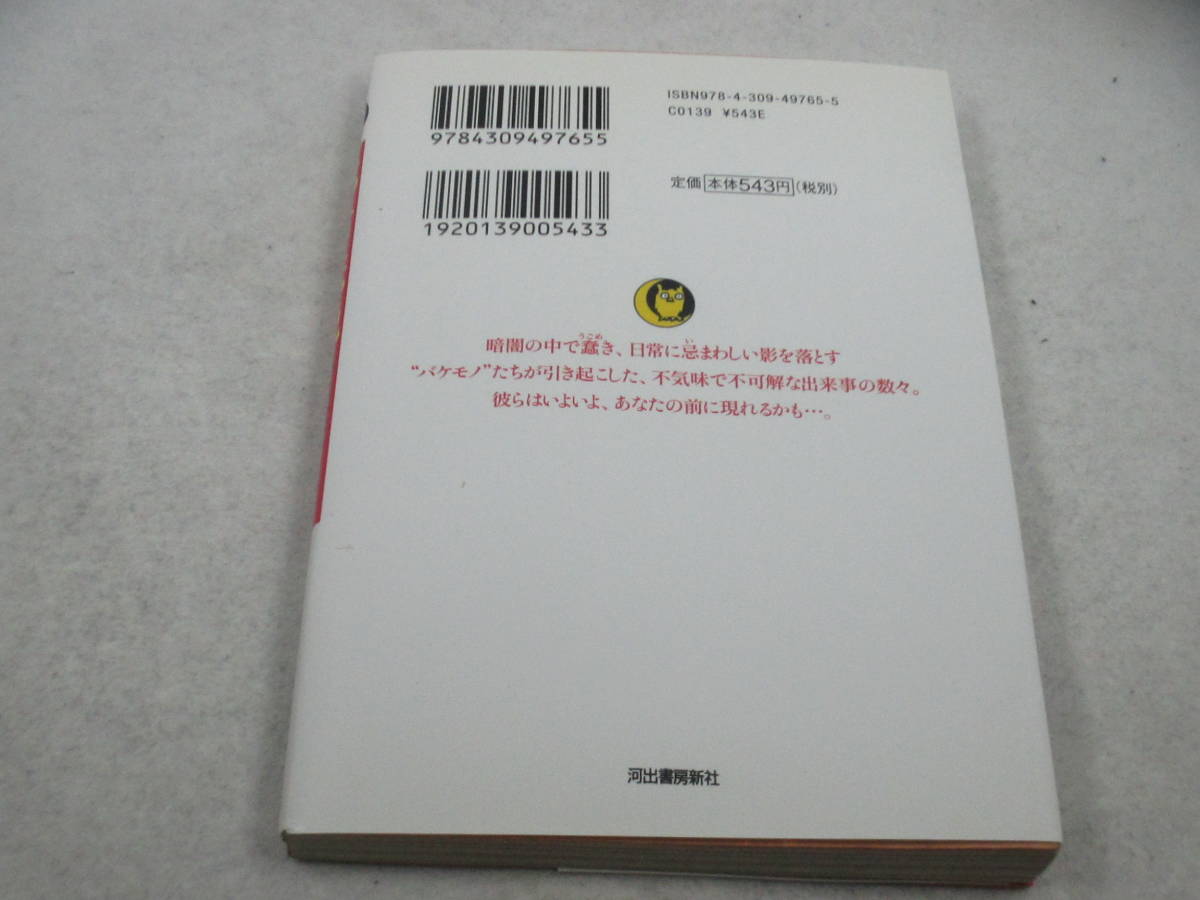 9784309497655
ISBN978-4-309-49765-5
C0139 ¥543E
1920139005433
定価 本体543円(税別)
暗闇の中で蠢き、日常に忌まわしい影を落とす
“バケモノ”たちが引き起こした、不気味で不可解な出来事の数々。
彼らはいよいよ、あなたの前に現れるかも…。
河出書房新社